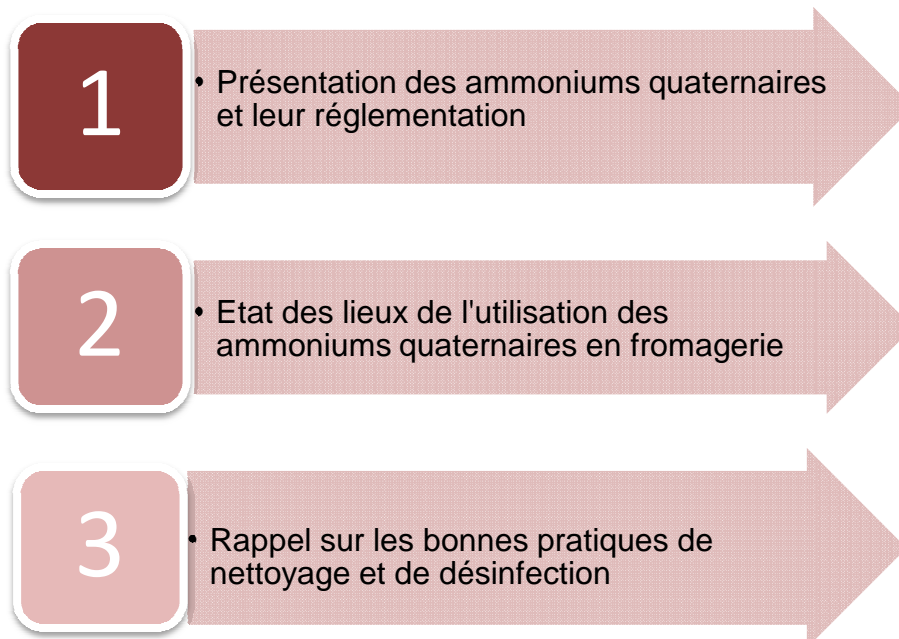 1
• Présentation des ammoniums quaternaires
et leur réglementation
2
• Etat des lieux de l'utilisation des
ammoniums quaternaires en fromagerie
3
• Rappel sur les bonnes pratiques de
nettoyage et de désinfection